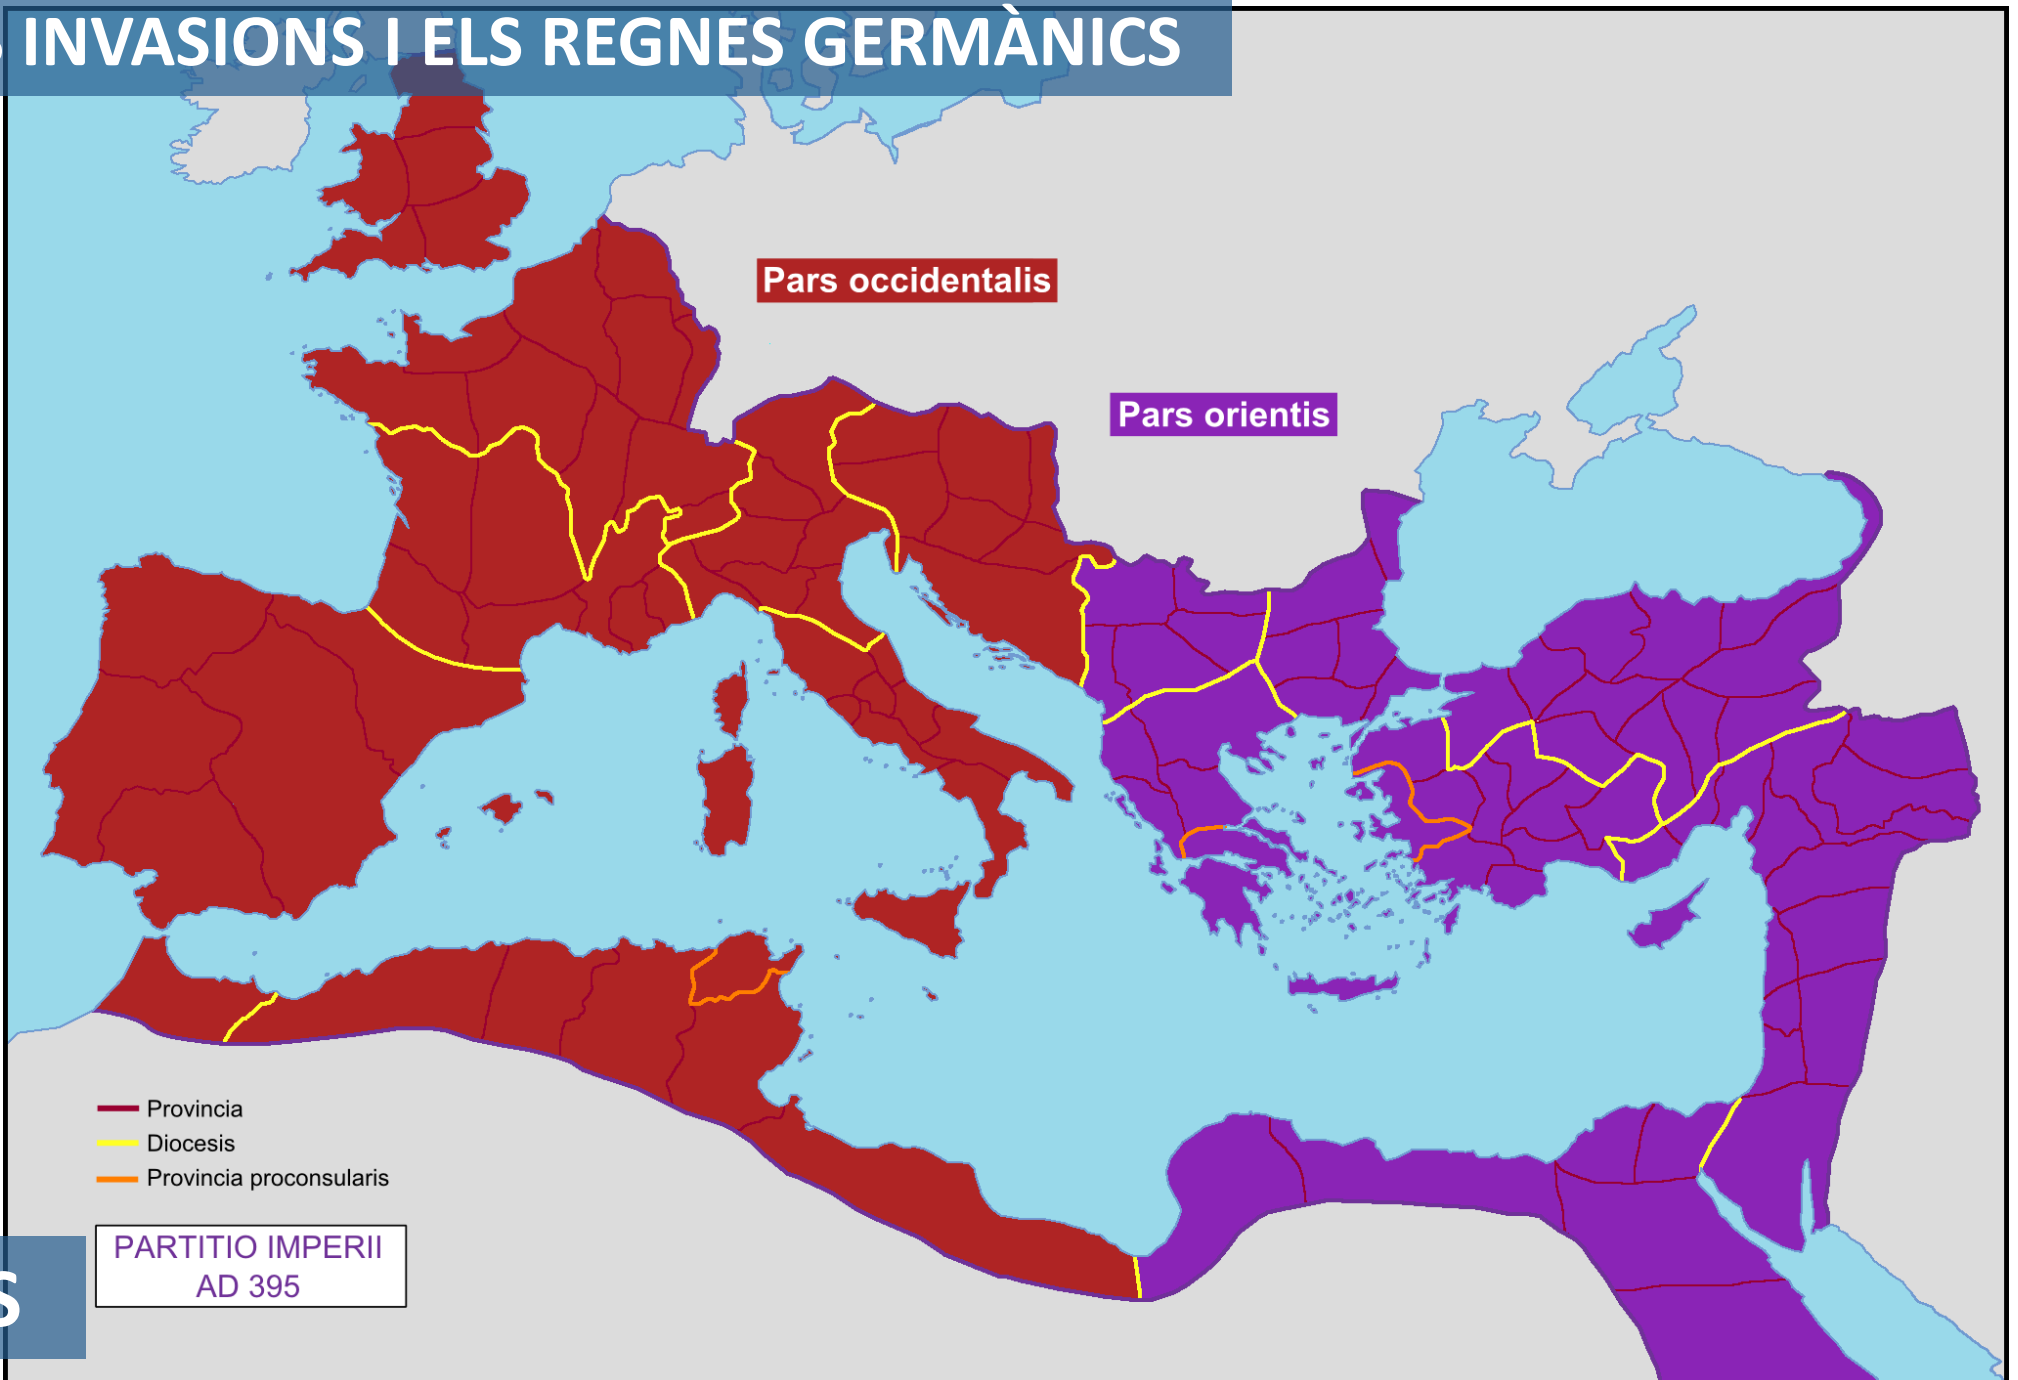 INVASIONS I ELS REGNES GERMÀNICS
Pars occidentalis
Pars orientis
Provincia
Diocesis
Provincia proconsularis
PARTITIO IMPERII
AD 395
S